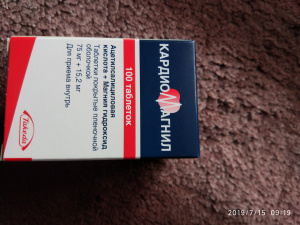 КАРДИОМАГНИЛ
100 таблеток
Ацетилсалициловая
кислота + Магния гидроксид
Таблетки покрытые пленочной
оболочкой
75 мг + 15,2 мг
Для приема внутрь
Takeda
2019/7/15 09:19